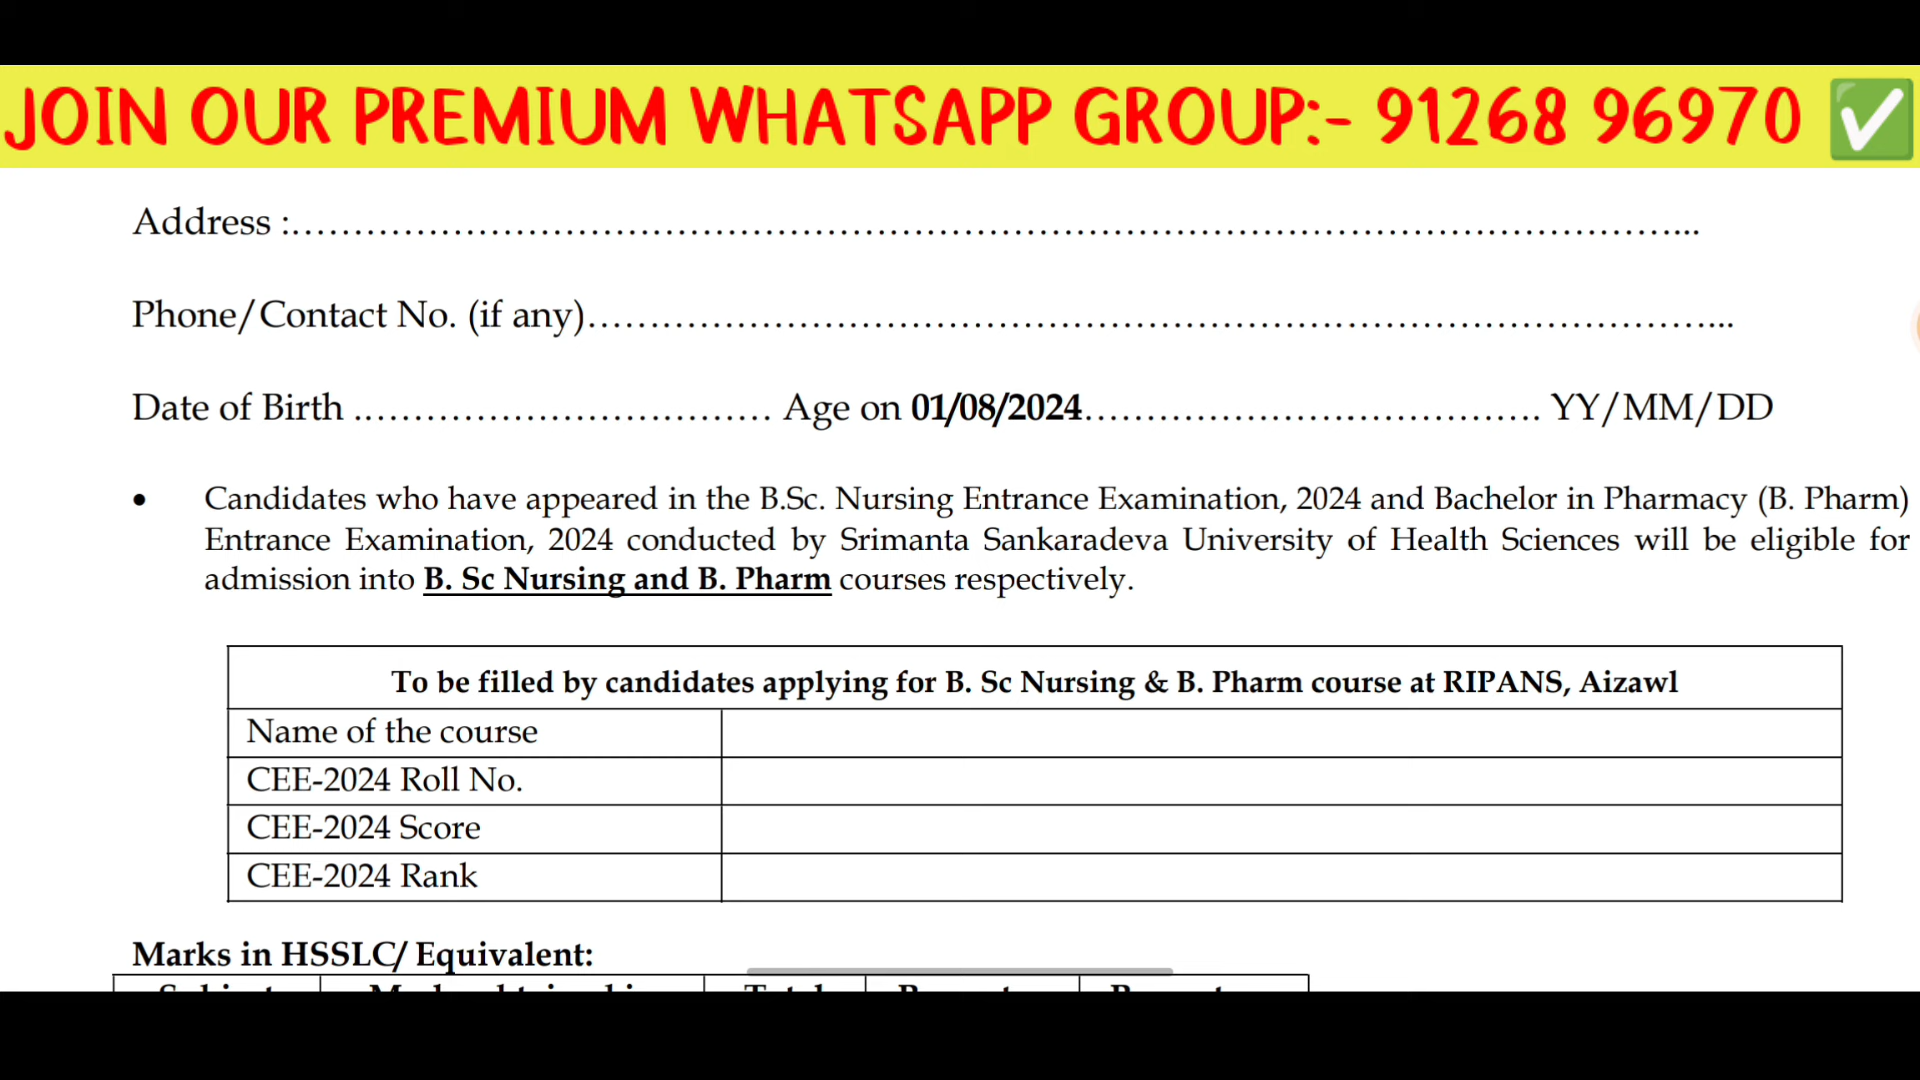 JOIN OUR PREMIUM WHATSAPP GROUP:- 91268 96970 ✅
Address :……………………………………………………………………………………………………...
Phone/Contact No. (if any)…………………………………………………………………………………...
Date of Birth ..…………………………… Age on 01/08/2024………………………………. YY/MM/DD
• Candidates who have appeared in the B.Sc. Nursing Entrance Examination, 2024 and Bachelor in Pharmacy (B. Pharm)
Entrance Examination, 2024 conducted by Srimanta Sankaradeva University of Health Sciences will be eligible for
admission into B. Sc Nursing and B. Pharm courses respectively.
To be filled by candidates applying for B. Sc Nursing & B. Pharm course at RIPANS, Aizawl
Name of the course
CEE-2024 Roll No.
CEE-2024 Score
CEE-2024 Rank
Marks in HSSLC/ Equivalent: